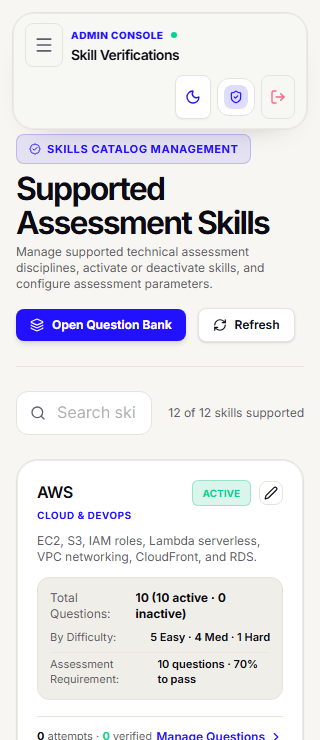 ADMIN CONSOLE
Skill Verifications
SKILLS CATALOG MANAGEMENT
Supported
Assessment Skills
Manage supported technical assessment
disciplines, activate or deactivate skills, and
configure assessment parameters.
Open Question Bank
Refresh
Search ski
12 of 12 skills supported
AWS
ACTIVE
CLOUD & DEVOPS
EC2, S3, IAM roles, Lambda serverless,
VPC networking, CloudFront, and RDS.
Total
Questions:
10 (10 active · 0
inactive)
By Difficulty:
5 Easy · 4 Med · 1 Hard
Assessment
Requirement:
10 questions · 70%
to pass
0 attempts · 0 verified
Manage Questions